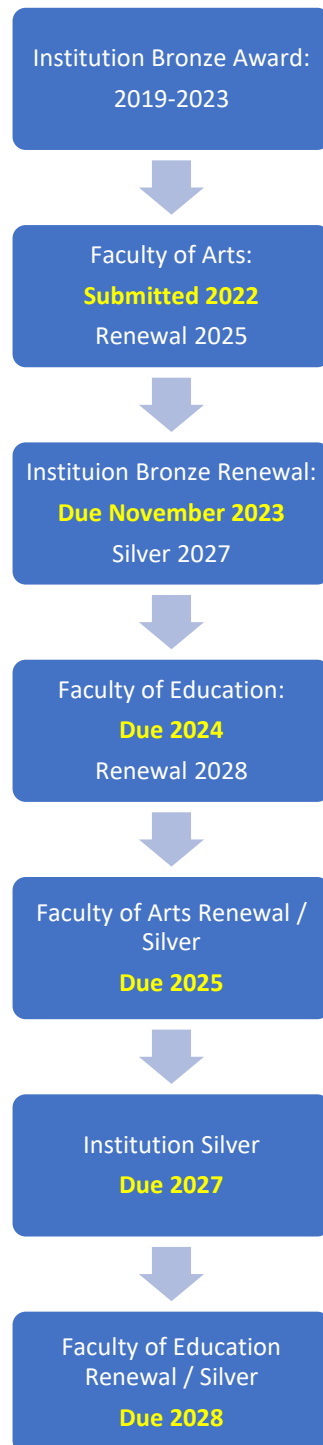 Institution Bronze Award:
2019-2023
Faculty of Arts:
Submitted 2022
Renewal 2025
Instituion Bronze Renewal:
Due November 2023
Silver 2027
Faculty of Education:
Due 2024
Renewal 2028
Faculty of Arts Renewal /
Silver
Due 2025
Institution Silver
Due 2027
Faculty of Education
Renewal / Silver
Due 2028